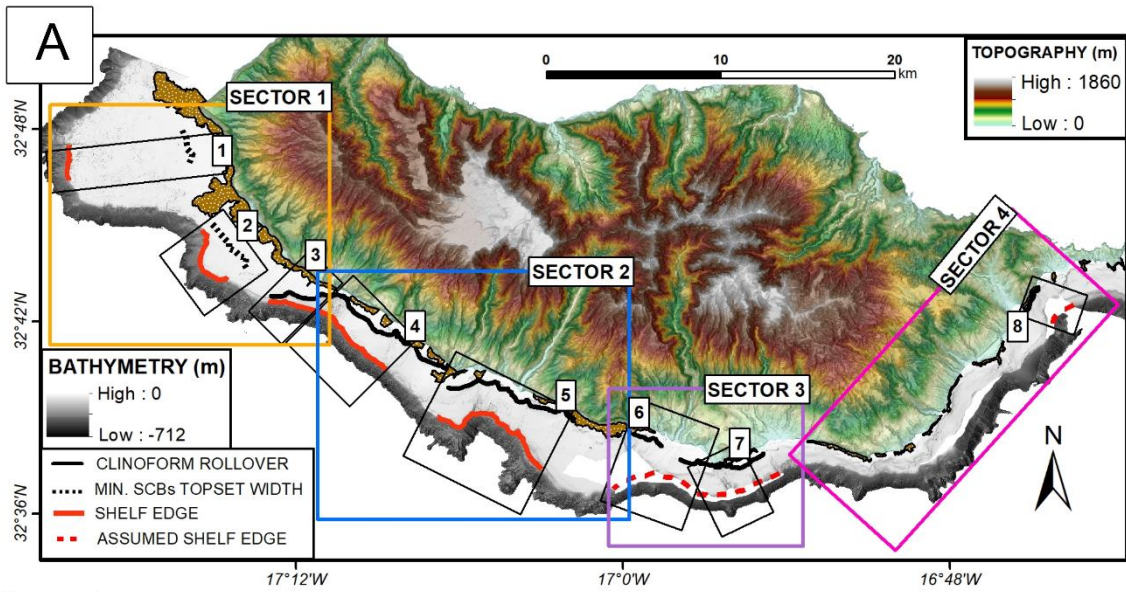 A
0 10 20
km
TOPOGRAPHY (m)
High : 1860
Low : 0
SECTOR 1
SECTOR 2
SECTOR 3
SECTOR 4
1
2
3
4
5
6
7
8
32°48'N
32°42'N
32°36'N
BATHYMETRY (m)
High : 0
Low : -712
CLINOFORM ROLLOVER
MIN. SCBs TOPSET WIDTH
SHELF EDGE
ASSUMED SHELF EDGE
N
17°12'W 17°0'W 16°48'W